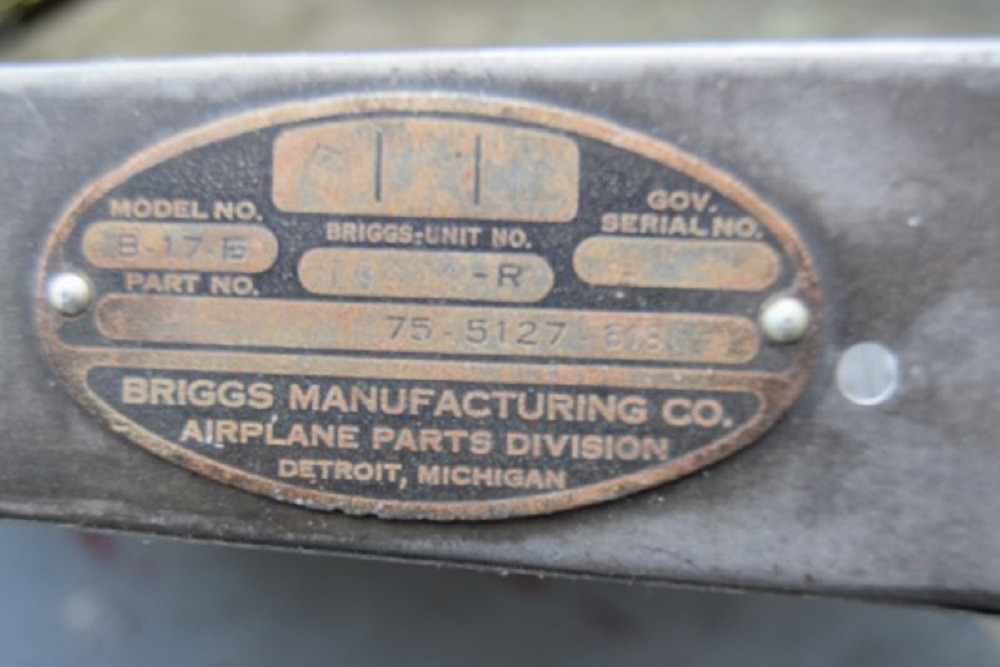 MODEL NO.
GOV.
SERIAL NO.
BRIGGS-UNIT NO.
B-17-E
-R
PART NO.
75-5127
BRIGGS MANUFACTURING CO.
AIRPLANE PARTS DIVISION
DETROIT, MICHIGAN